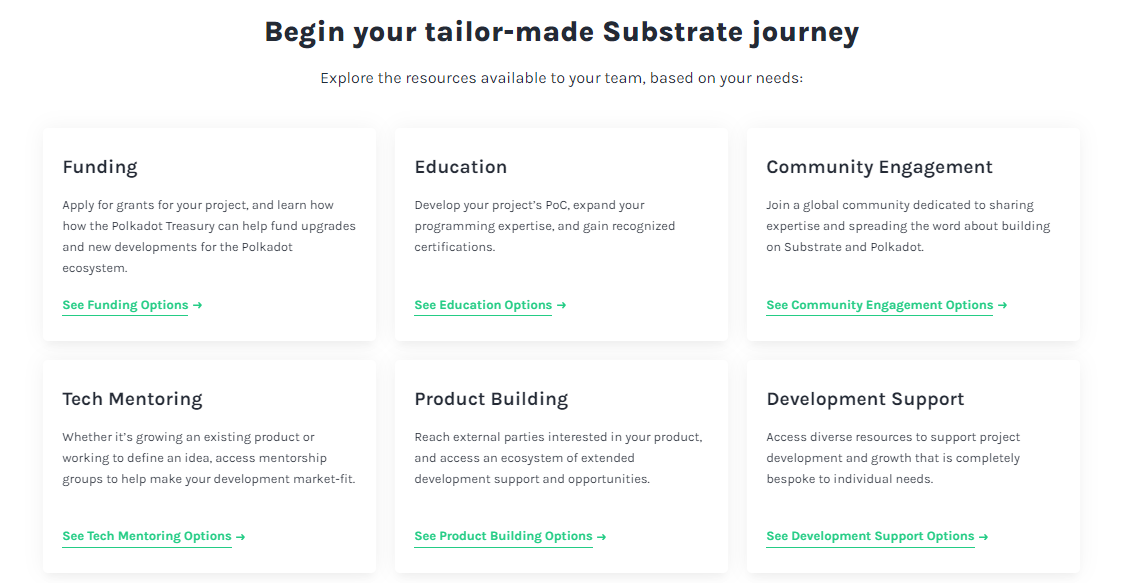 Begin your tailor-made Substrate journey
Explore the resources available to your team, based on your needs:
Funding
Apply for grants for your project, and learn how
how the Polkadot Treasury can help fund upgrades
and new developments for the Polkadot
ecosystem.
See Funding Options →
Education
Develop your project's PoC, expand your
programming expertise, and gain recognized
certifications.
See Education Options →
Community Engagement
Join a global community dedicated to sharing
expertise and spreading the word about building
on Substrate and Polkadot.
See Community Engagement Options →
Tech Mentoring
Whether it's growing an existing product or
working to define an idea, access mentorship
groups to help make your development market-fit.
See Tech Mentoring Options →
Product Building
Reach external parties interested in your product,
and access an ecosystem of extended
development support and opportunities.
See Product Building Options →
Development Support
Access diverse resources to support project
development and growth that is completely
bespoke to individual needs.
See Development Support Options →